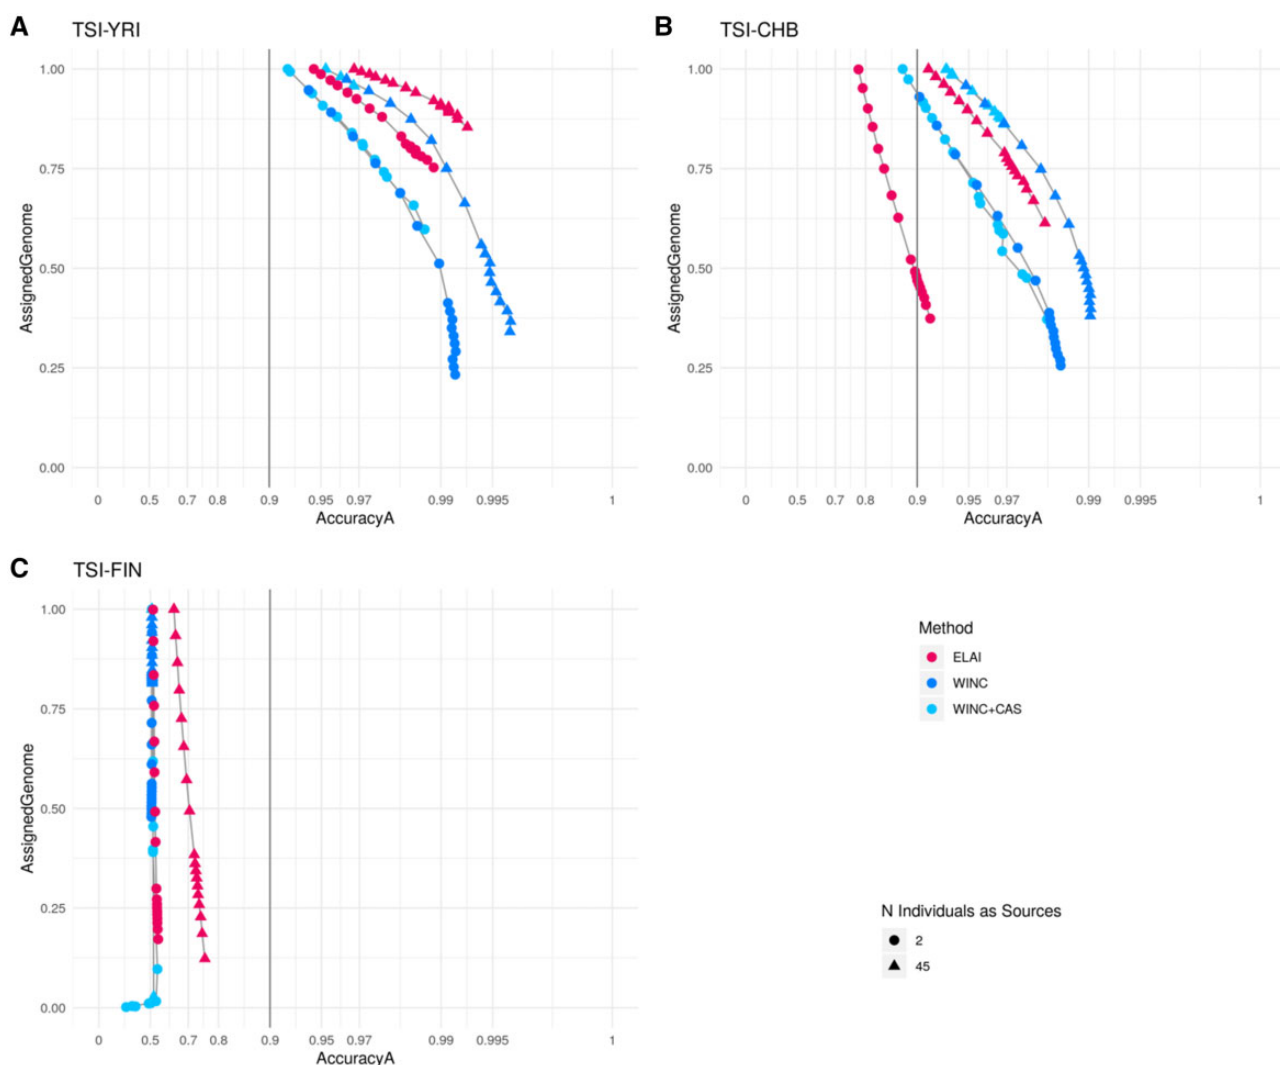 A
TSI-YRI
1.00
0.75
0.50
0.25
0.00
AssignedGenome
0 0.5 0.7 0.8 0.9 0.95 0.97 0.99 0.995 1
AccuracyA
B
TSI-CHB
1.00
0.75
0.50
0.25
0.00
AssignedGenome
0 0.5 0.7 0.8 0.9 0.95 0.97 0.99 0.995 1
AccuracyA
C
TSI-FIN
1.00
0.75
0.50
0.25
0.00
AssignedGenome
0 0.5 0.7 0.8 0.9 0.95 0.97 0.99 0.995 1
AccuracyA
Method
ELAI
WINC
WINC+CAS
N Individuals as Sources
2
45